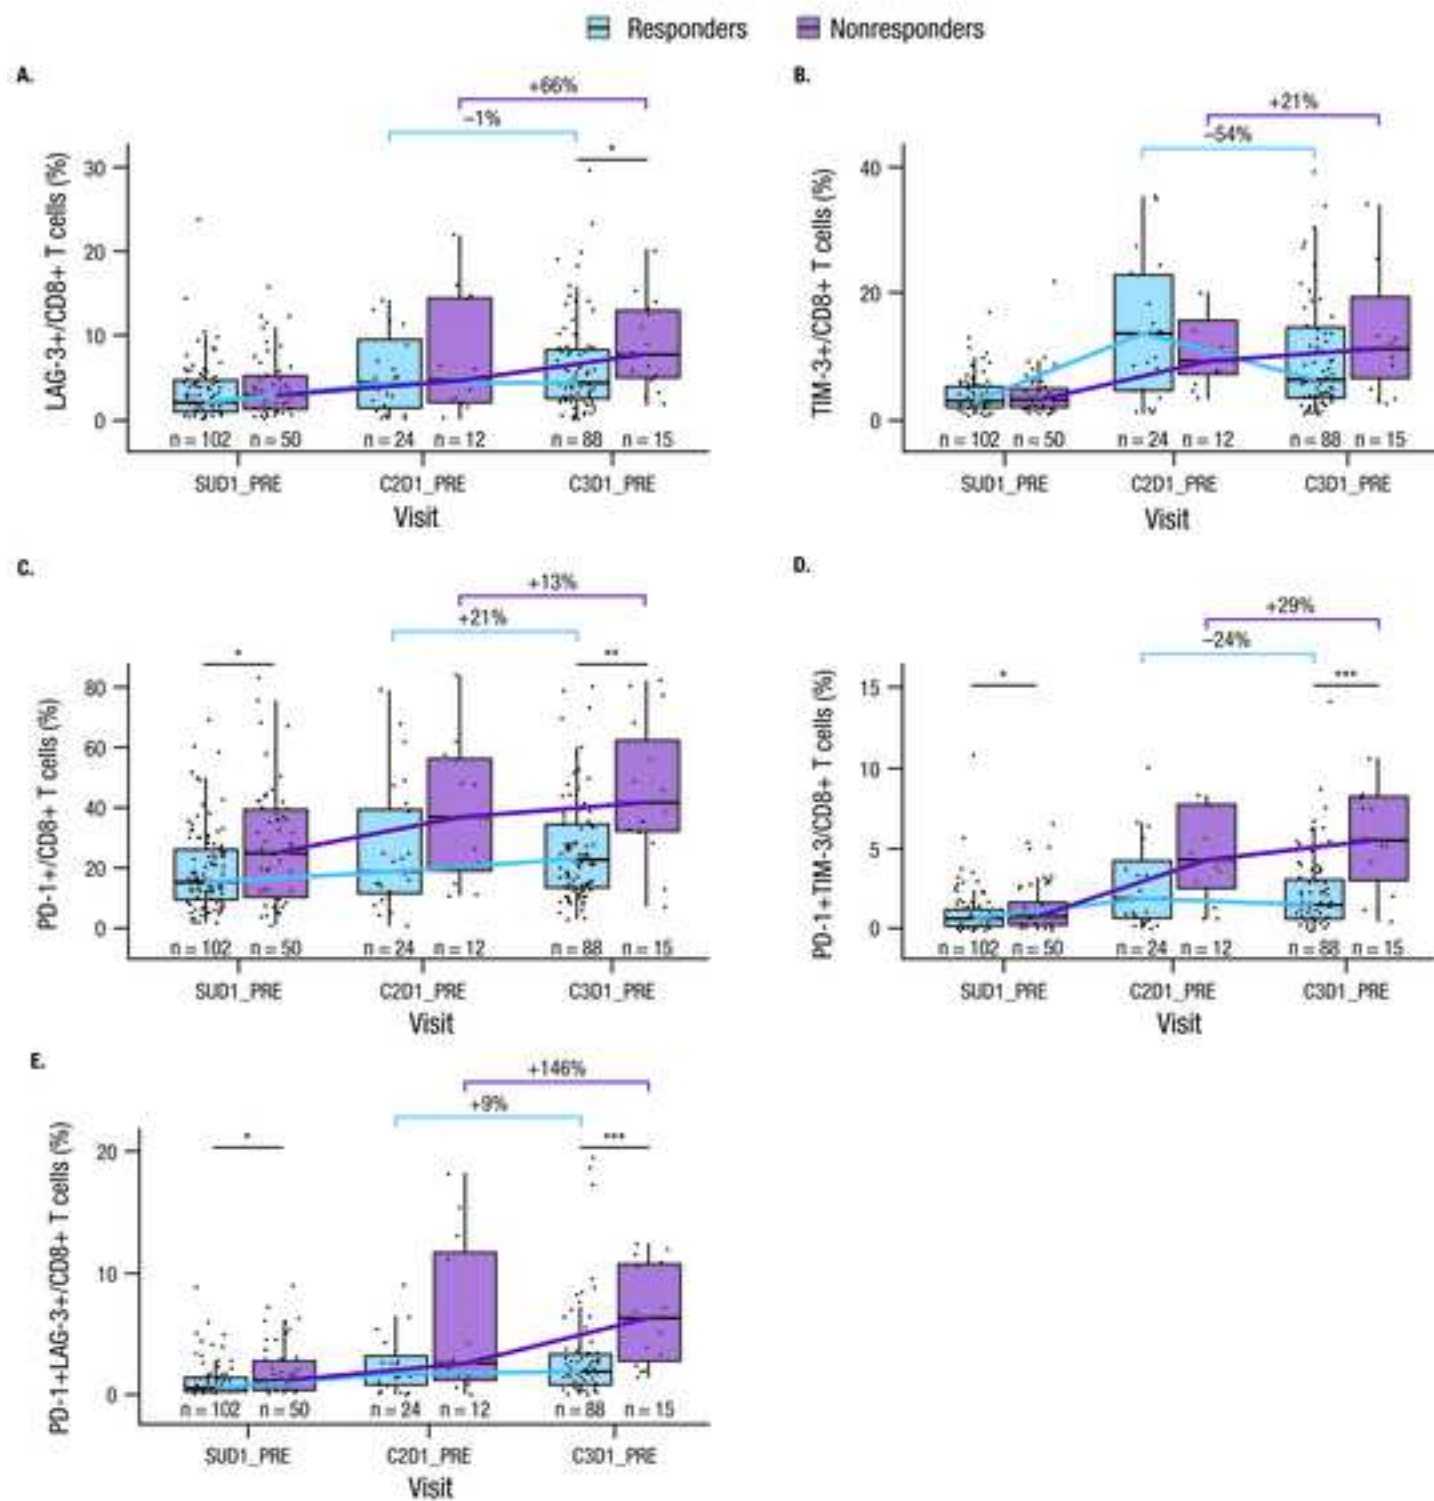 Responders Nonresponders
A.
+66%
−1%
*
LAG-3+/CD8+ T cells (%)
30
20
10
0
n = 102 n = 50 n = 24 n = 12 n = 88 n = 15
SUD1_PRE C2D1_PRE C3D1_PRE
Visit
B.
+21%
−54%
TIM-3+/CD8+ T cells (%)
40
20
0
n = 102 n = 50 n = 24 n = 12 n = 88 n = 15
SUD1_PRE C2D1_PRE C3D1_PRE
Visit
C.
+13%
+21%
* **
PD-1+/CD8+ T cells (%)
80
60
40
20
0
n = 102 n = 50 n = 24 n = 12 n = 88 n = 15
SUD1_PRE C2D1_PRE C3D1_PRE
Visit
D.
+29%
−24%
* ***
PD-1+TIM-3/CD8+ T cells (%)
15
10
5
0
n = 102 n = 50 n = 24 n = 12 n = 88 n = 15
SUD1_PRE C2D1_PRE C3D1_PRE
Visit
E.
+146%
+9%
* ***
PD-1+LAG-3+/CD8+ T cells (%)
20
10
0
n = 102 n = 50 n = 24 n = 12 n = 88 n = 15
SUD1_PRE C2D1_PRE C3D1_PRE
Visit